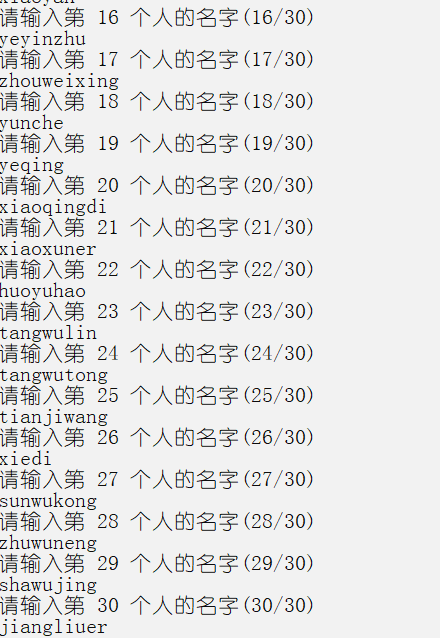 xiaoyan
请输入第 16 个人的名字(16/30)
yeyinzhu
请输入第 17 个人的名字(17/30)
zhouweixing
请输入第 18 个人的名字(18/30)
yunche
请输入第 19 个人的名字(19/30)
yeqing
请输入第 20 个人的名字(20/30)
xiaoqingdi
请输入第 21 个人的名字(21/30)
xiaoxuner
请输入第 22 个人的名字(22/30)
huoyuhao
请输入第 23 个人的名字(23/30)
tangwulin
请输入第 24 个人的名字(24/30)
tangwutong
请输入第 25 个人的名字(25/30)
tianjiwang
请输入第 26 个人的名字(26/30)
xiedi
请输入第 27 个人的名字(27/30)
sunwukong
请输入第 28 个人的名字(28/30)
zhuwuneng
请输入第 29 个人的名字(29/30)
shawujing
请输入第 30 个人的名字(30/30)
jiangliuer